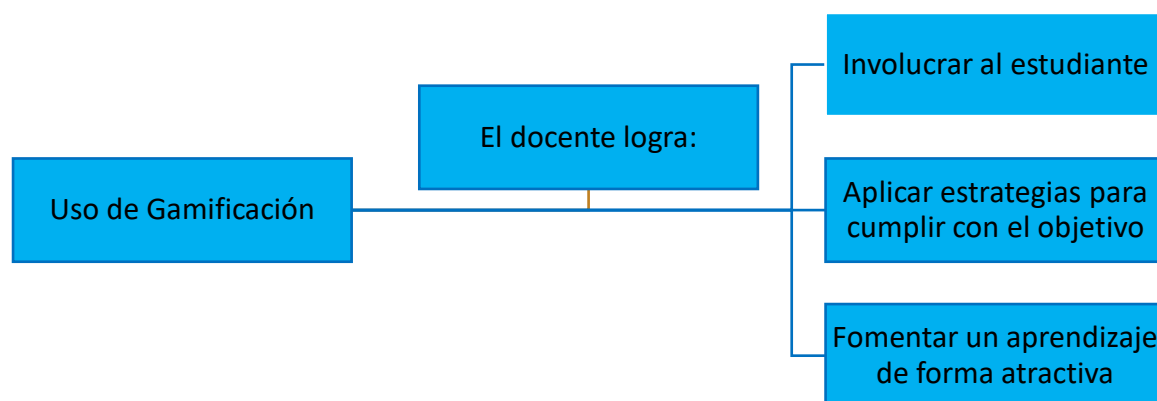 Uso de Gamificación
El docente logra:
Involucrar al estudiante
Aplicar estrategias para
cumplir con el objetivo
Fomentar un aprendizaje
de forma atractiva